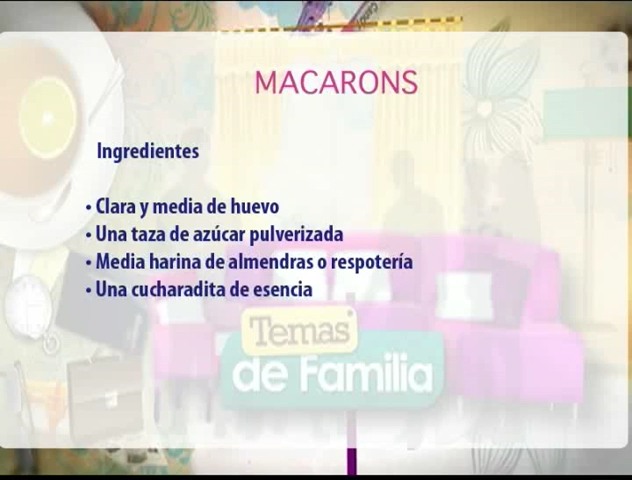 MACARONS
Ingredientes
• Clara y media de huevo
• Una taza de azúcar pulverizada
• Media harina de almendras o respotería
• Una cucharadita de esencia
Temas
de Familia